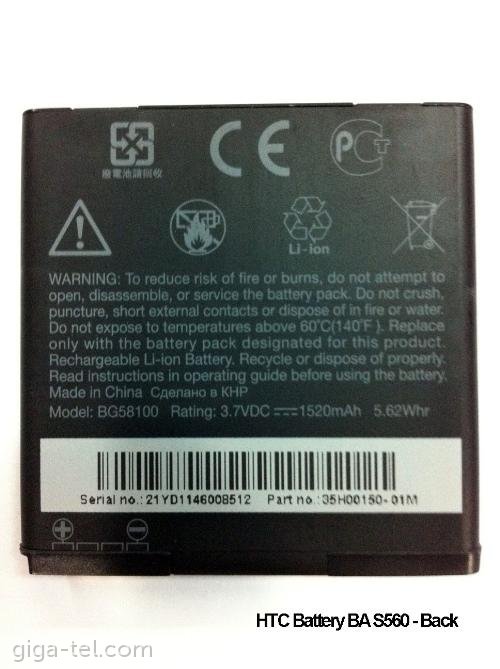 CE
PCT
廢電池請回收
Li-ion
WARNING: To reduce risk of fire or burns, do not attempt to
open, disassemble, or service the battery pack. Do not crush,
puncture, short external contacts or dispose of in fire or water.
Do not expose to temperatures above 60°C(140°F). Replace
only with the battery pack designated for this product.
Rechargeable Li-ion Battery. Recycle or dispose of properly.
Read instructions in operating guide before using the battery.
Made in China Сделано в КНР
Model: BG58100 Rating: 3.7VDC ⎓ 1520mAh 5.62Whr
Serial no.: 21YD1146008512 Part no.: 35H00150-01M
+ -
HTC Battery BA S560 - Back
giga-tel.com